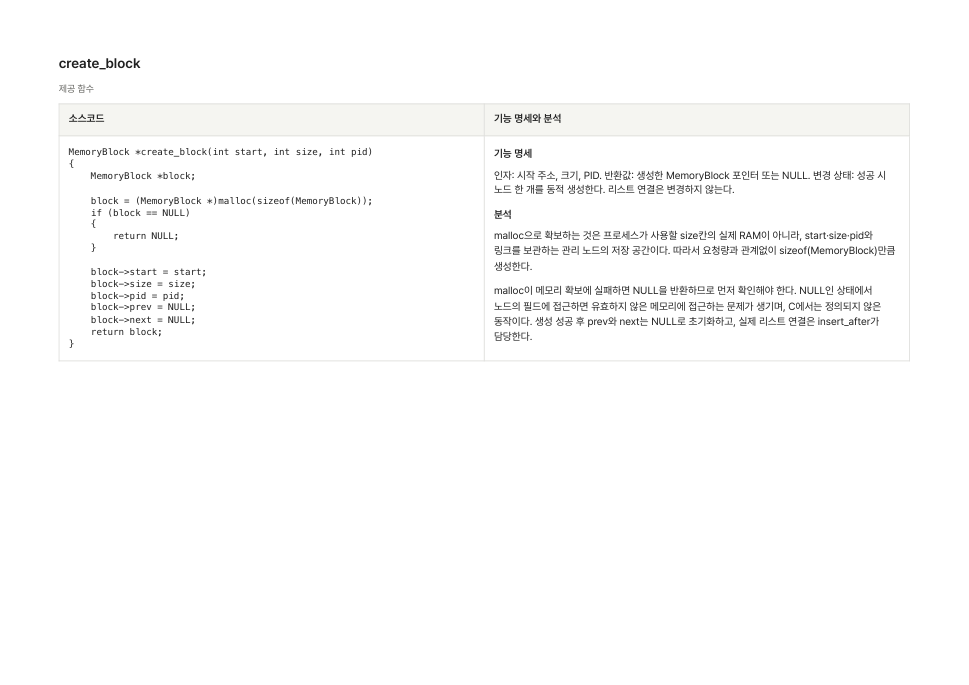 create_block
제공 함수
소스코드
기능 명세와 분석
MemoryBlock *create_block(int start, int size, int pid)
{
    MemoryBlock *block;

    block = (MemoryBlock *)malloc(sizeof(MemoryBlock));
    if (block == NULL)
    {
        return NULL;
    }

    block->start = start;
    block->size = size;
    block->pid = pid;
    block->prev = NULL;
    block->next = NULL;
    return block;
}
기능 명세
인자: 시작 주소, 크기, PID. 반환값: 생성한 MemoryBlock 포인터 또는 NULL. 변경 상태: 성공 시
노드 한 개를 동적 생성한다. 리스트 연결은 변경하지 않는다.
분석
malloc으로 확보하는 것은 프로세스가 사용할 size칸의 실제 RAM이 아니라, start·size·pid와
링크를 보관하는 관리 노드의 저장 공간이다. 따라서 요청량과 관계없이 sizeof(MemoryBlock)만큼
생성한다.
malloc이 메모리 확보에 실패하면 NULL을 반환하므로 먼저 확인해야 한다. NULL인 상태에서
노드의 필드에 접근하면 유효하지 않은 메모리에 접근하는 문제가 생기며, C에서는 정의되지 않은
동작이다. 생성 성공 후 prev와 next는 NULL로 초기화하고, 실제 리스트 연결은 insert_after가
담당한다.